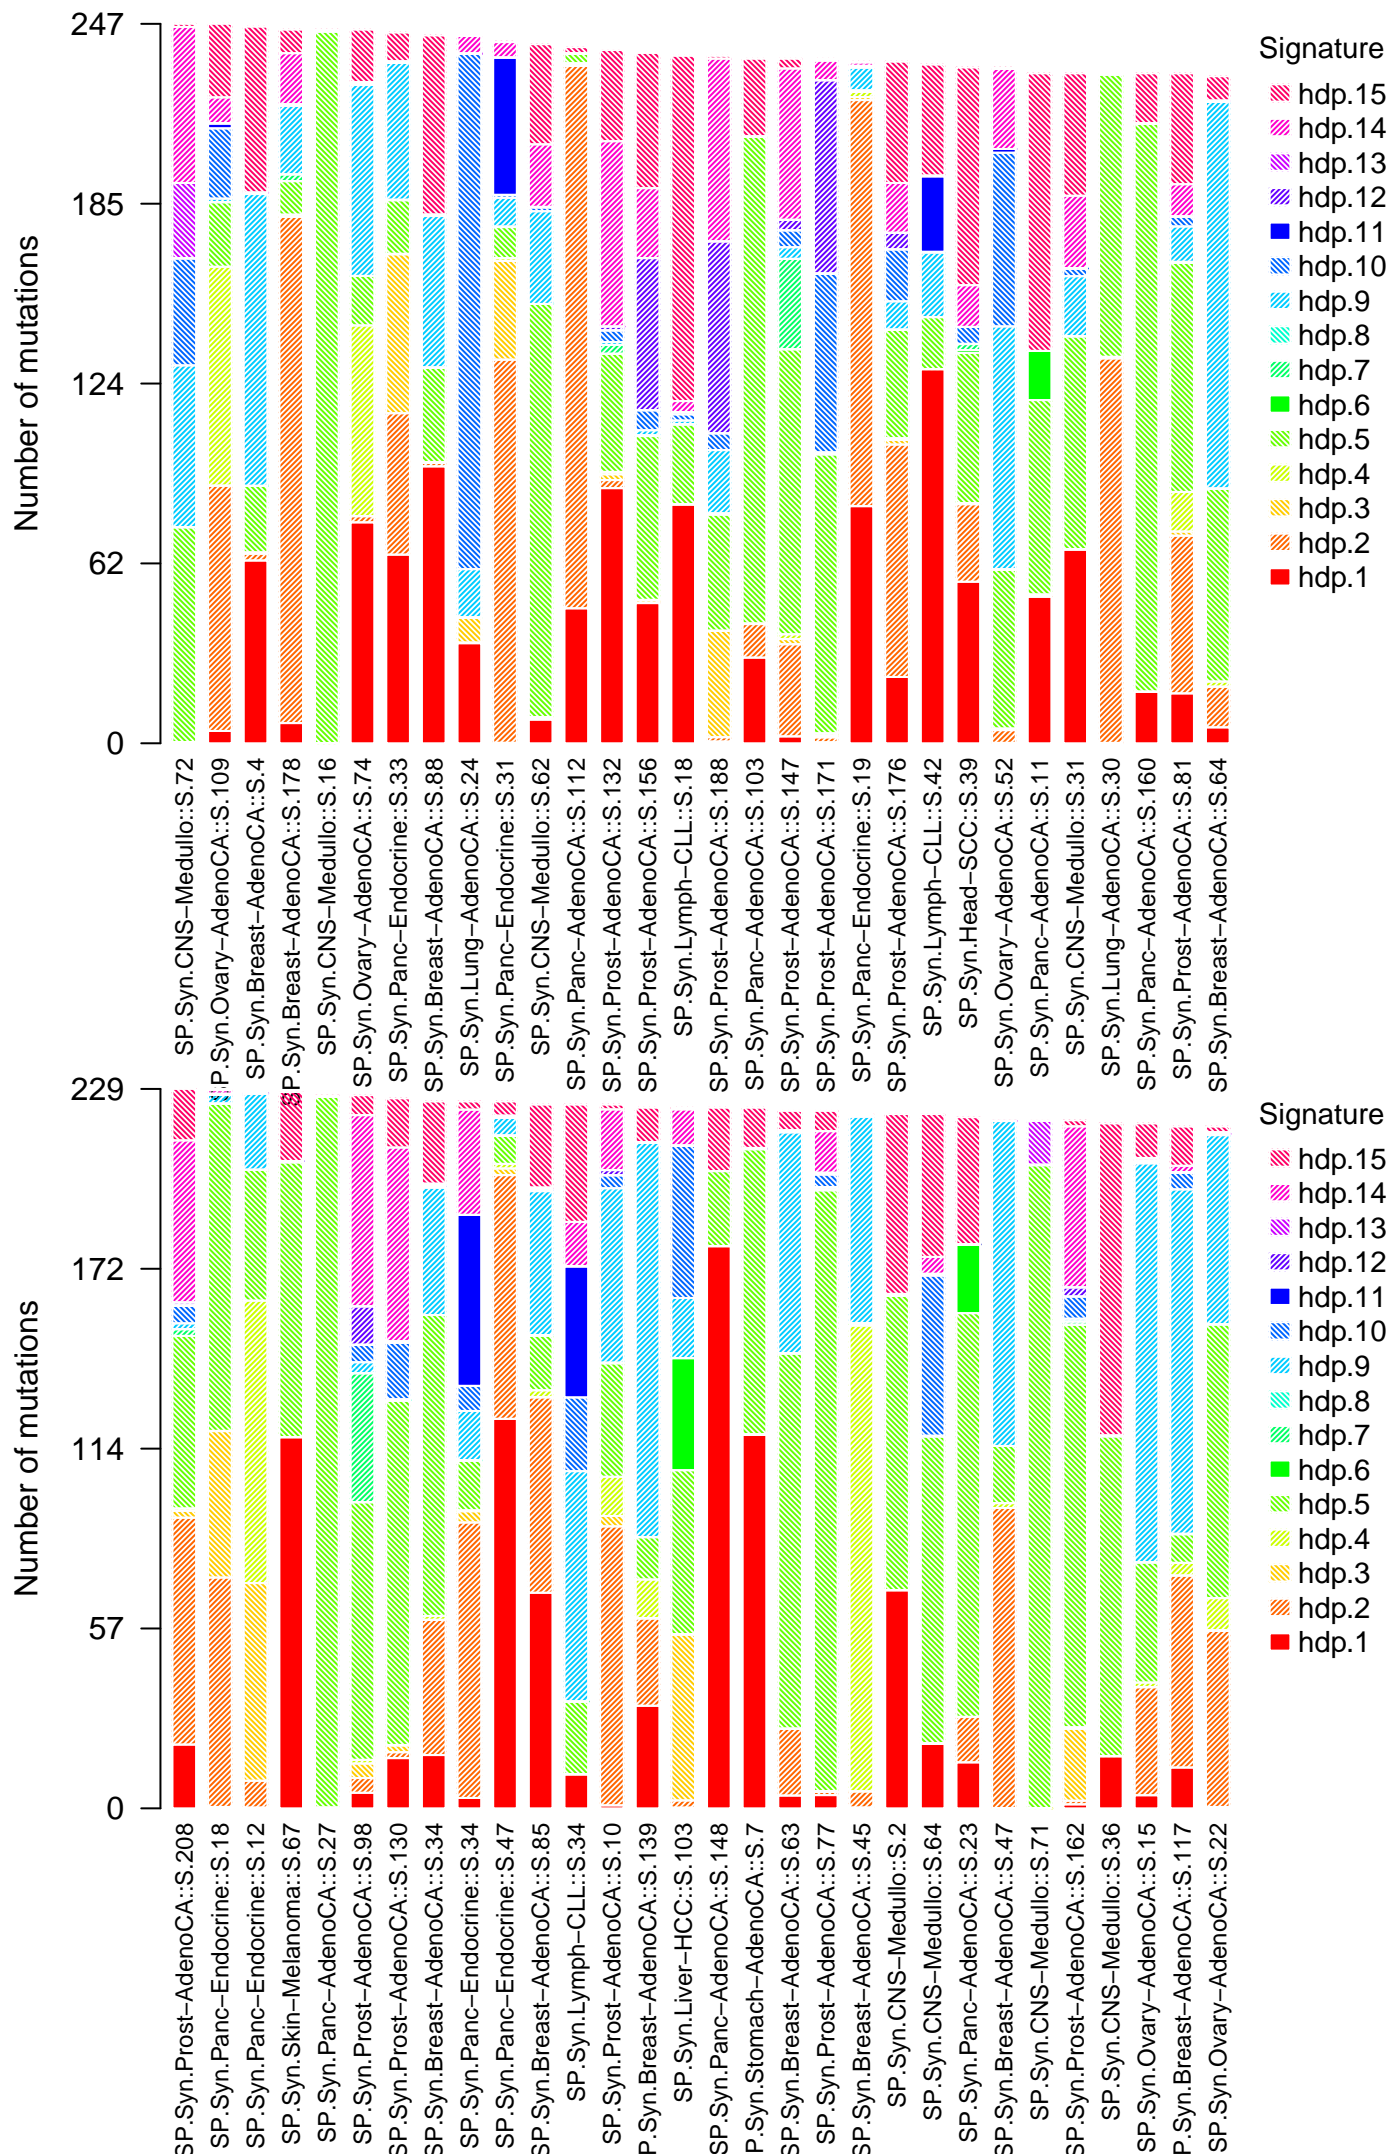 Number of mutations
247
185
124
62
0
Signature
hdp.15
hdp.14
hdp.13
hdp.12
hdp.11
hdp.10
hdp.9
hdp.8
hdp.7
hdp.6
hdp.5
hdp.4
hdp.3
hdp.2
hdp.1
SP.Syn.CNS−Medullo::S.72
SP.Syn.Ovary−AdenoCA::S.109
SP.Syn.Breast−AdenoCA::S.4
SP.Syn.Breast−AdenoCA::S.178
SP.Syn.CNS−Medullo::S.16
SP.Syn.Ovary−AdenoCA::S.74
SP.Syn.Panc−Endocrine::S.33
SP.Syn.Breast−AdenoCA::S.88
SP.Syn.Lung−AdenoCA::S.24
SP.Syn.Panc−Endocrine::S.31
SP.Syn.CNS−Medullo::S.62
SP.Syn.Panc−AdenoCA::S.112
SP.Syn.Prost−AdenoCA::S.132
SP.Syn.Prost−AdenoCA::S.156
SP.Syn.Lymph−CLL::S.18
SP.Syn.Prost−AdenoCA::S.188
SP.Syn.Panc−AdenoCA::S.103
SP.Syn.Prost−AdenoCA::S.147
SP.Syn.Prost−AdenoCA::S.171
SP.Syn.Panc−Endocrine::S.19
SP.Syn.Prost−AdenoCA::S.176
SP.Syn.Lymph−CLL::S.42
SP.Syn.Head−SCC::S.39
SP.Syn.Ovary−AdenoCA::S.52
SP.Syn.Panc−AdenoCA::S.11
SP.Syn.CNS−Medullo::S.31
SP.Syn.Lung−AdenoCA::S.30
SP.Syn.Panc−AdenoCA::S.160
SP.Syn.Prost−AdenoCA::S.81
SP.Syn.Breast−AdenoCA::S.64
Number of mutations
229
172
114
57
0
Signature
hdp.15
hdp.14
hdp.13
hdp.12
hdp.11
hdp.10
hdp.9
hdp.8
hdp.7
hdp.6
hdp.5
hdp.4
hdp.3
hdp.2
hdp.1
SP.Syn.Prost−AdenoCA::S.208
SP.Syn.Panc−Endocrine::S.18
SP.Syn.Panc−Endocrine::S.12
SP.Syn.Skin−Melanoma::S.67
SP.Syn.Panc−AdenoCA::S.27
SP.Syn.Prost−AdenoCA::S.98
SP.Syn.Prost−AdenoCA::S.130
SP.Syn.Breast−AdenoCA::S.34
SP.Syn.Panc−Endocrine::S.34
SP.Syn.Panc−Endocrine::S.47
SP.Syn.Breast−AdenoCA::S.85
SP.Syn.Lymph−CLL::S.34
SP.Syn.Prost−AdenoCA::S.10
P.Syn.Breast−AdenoCA::S.139
SP.Syn.Liver−HCC::S.103
SP.Syn.Panc−AdenoCA::S.148
P.Syn.Stomach−AdenoCA::S.7
SP.Syn.Breast−AdenoCA::S.63
SP.Syn.Prost−AdenoCA::S.77
SP.Syn.Breast−AdenoCA::S.45
SP.Syn.CNS−Medullo::S.2
SP.Syn.CNS−Medullo::S.64
SP.Syn.Panc−AdenoCA::S.23
SP.Syn.Breast−AdenoCA::S.47
SP.Syn.CNS−Medullo::S.71
SP.Syn.Prost−AdenoCA::S.162
SP.Syn.CNS−Medullo::S.36
SP.Syn.Ovary−AdenoCA::S.15
P.Syn.Breast−AdenoCA::S.117
SP.Syn.Ovary−AdenoCA::S.22